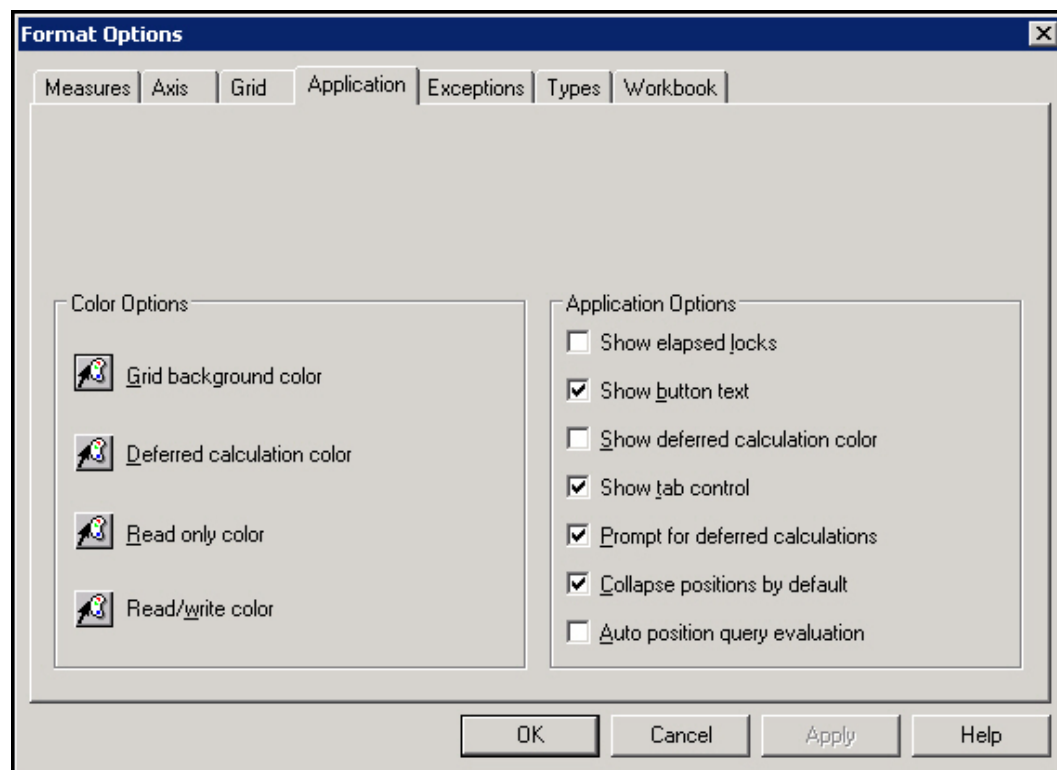 Format Options
Measures Axis Grid Application Exceptions Types Workbook
Color Options
Grid background color
Deferred calculation color
Read only color
Read/write color
Application Options
Show elapsed locks
Show button text
Show deferred calculation color
Show tab control
Prompt for deferred calculations
Collapse positions by default
Auto position query evaluation
OK Cancel Apply Help